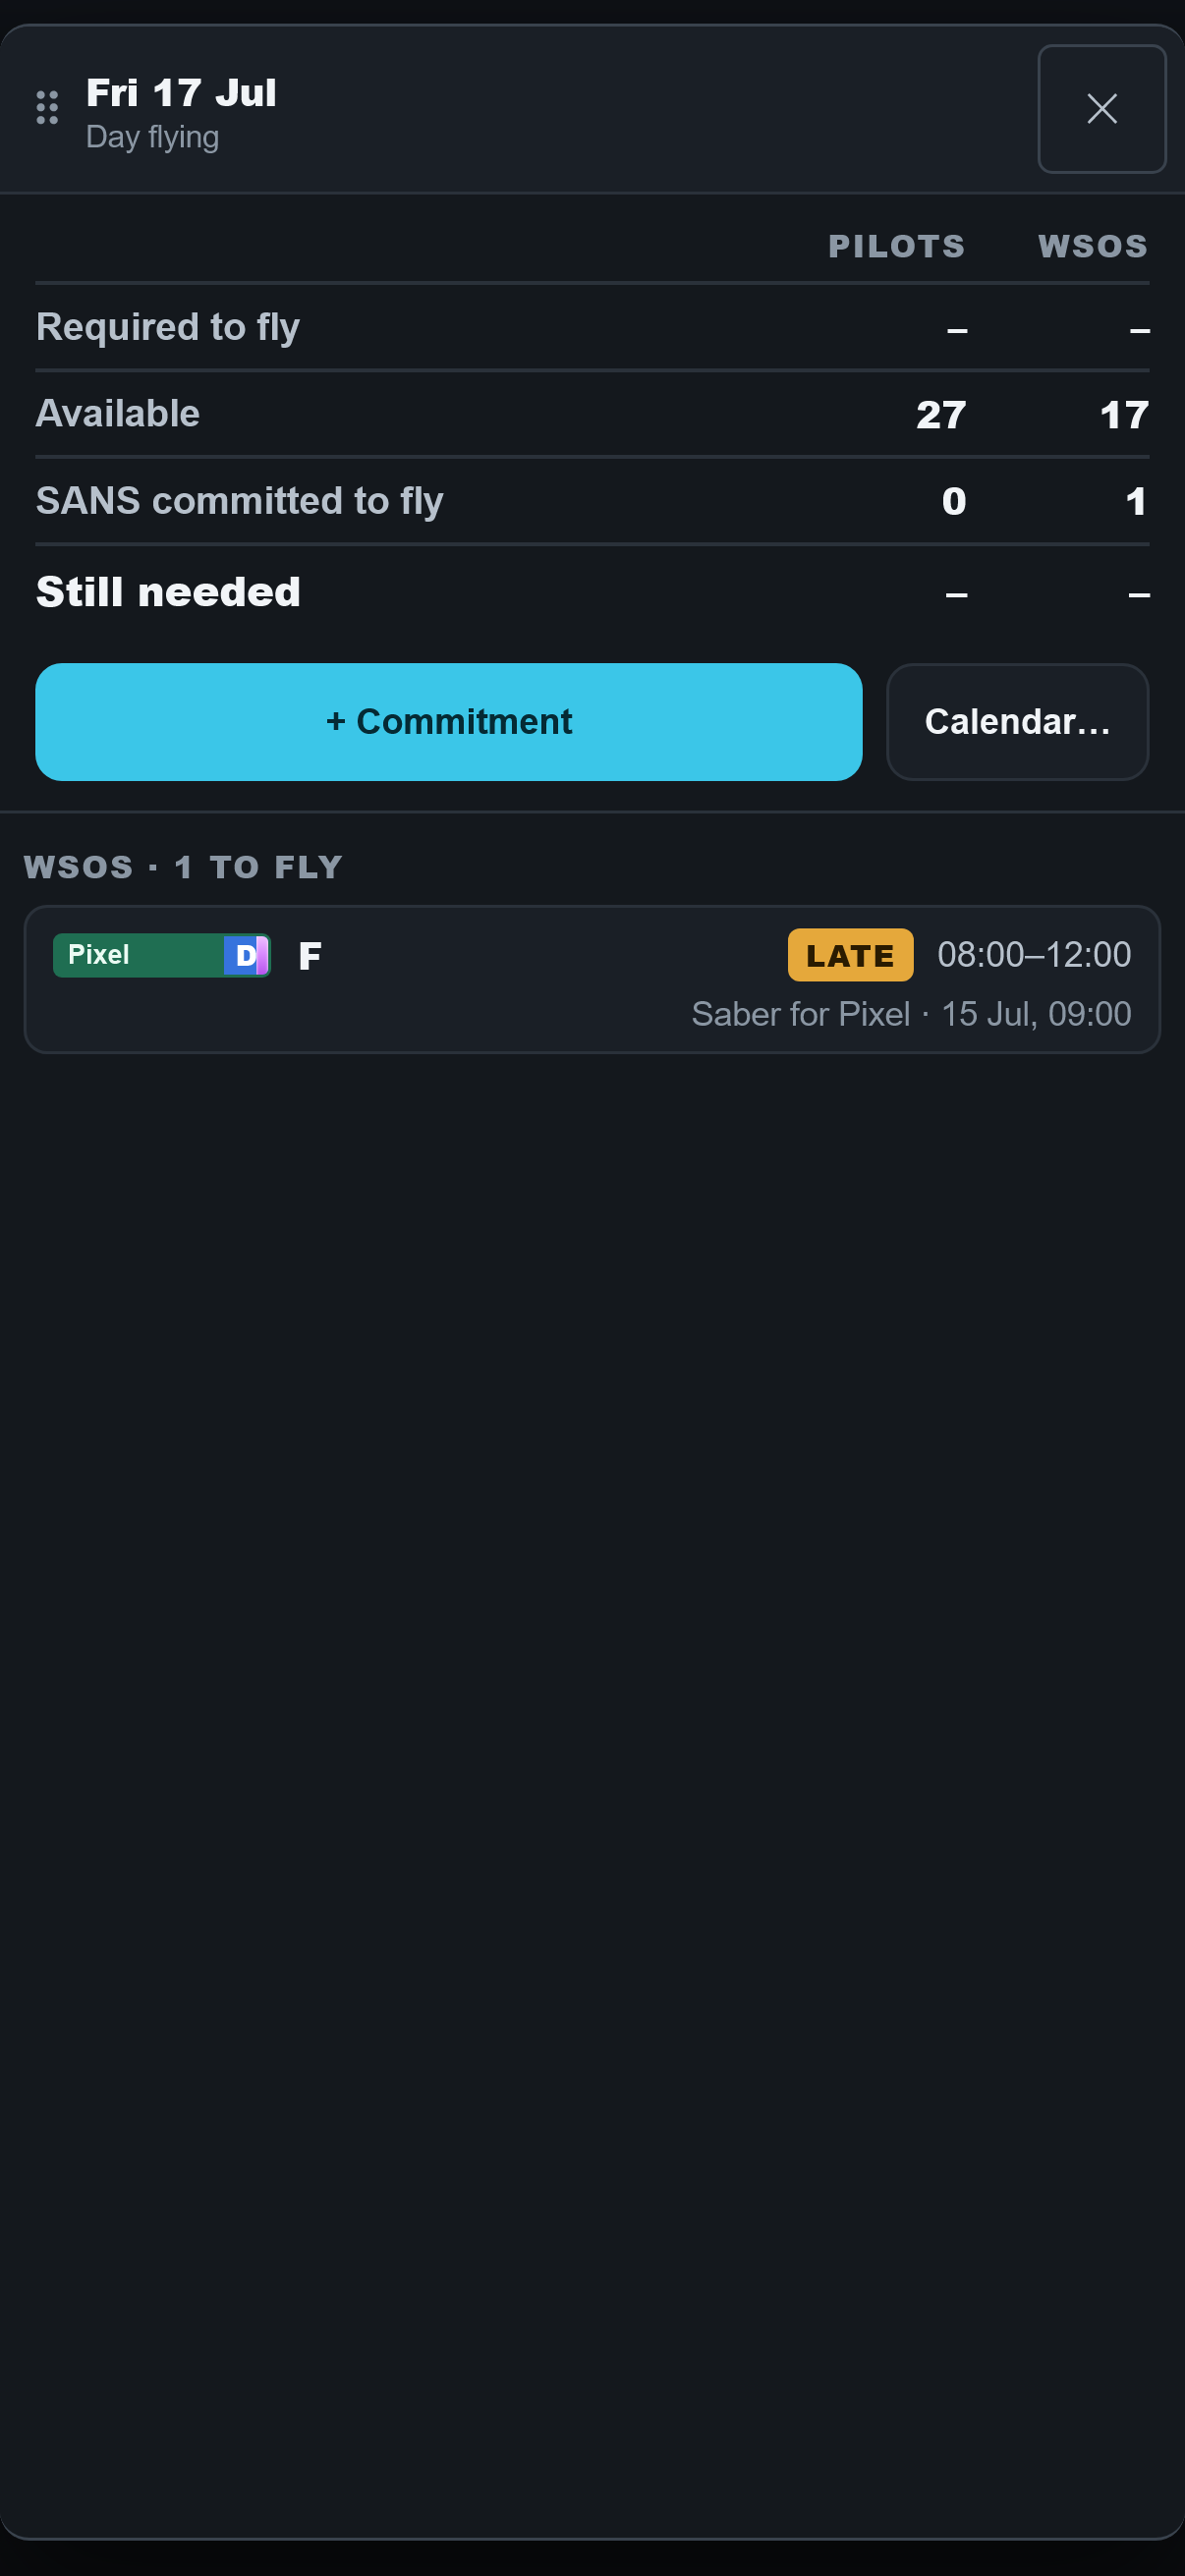 Fri 17 Jul
Day flying
PILOTS WSOS
Required to fly – –
Available 27 17
SANS committed to fly 0 1
Still needed – –
+ Commitment Calendar…
WSOS · 1 TO FLY
Pixel D F LATE 08:00–12:00
Saber for Pixel · 15 Jul, 09:00